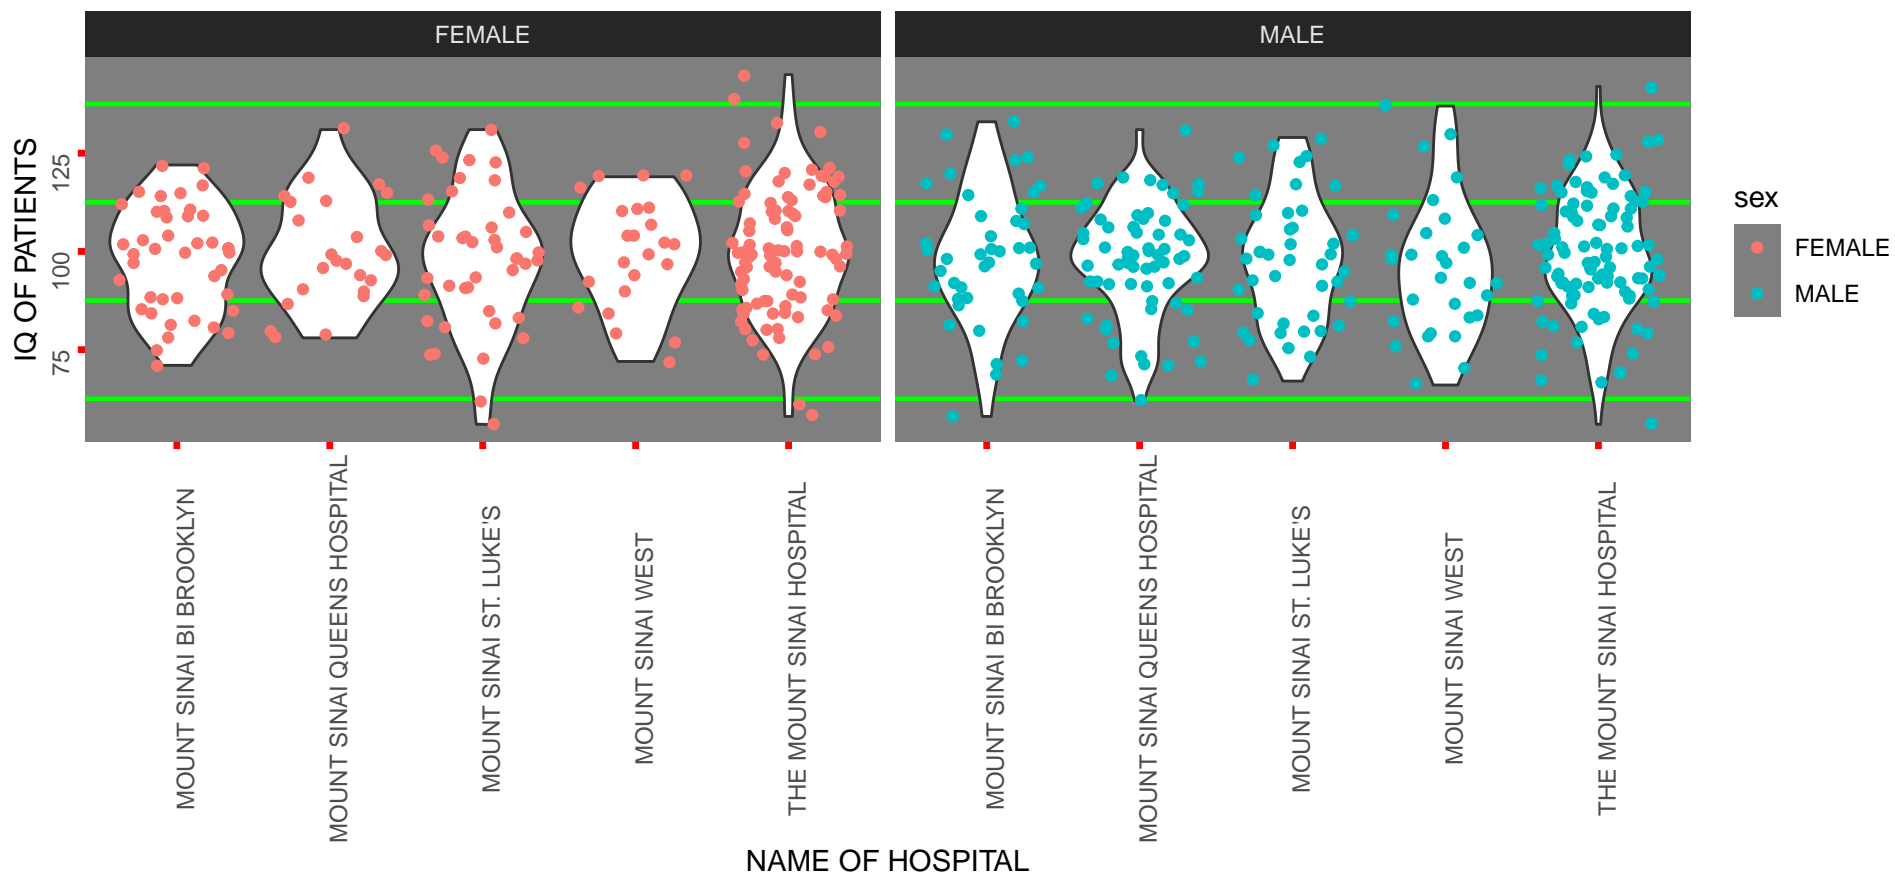 FEMALE
MALE
IQ OF PATIENTS
125
100
75
sex
FEMALE
MALE
MOUNT SINAI BI BROOKLYN
MOUNT SINAI QUEENS HOSPITAL
MOUNT SINAI ST. LUKE'S
MOUNT SINAI WEST
THE MOUNT SINAI HOSPITAL
MOUNT SINAI BI BROOKLYN
MOUNT SINAI QUEENS HOSPITAL
MOUNT SINAI ST. LUKE'S
MOUNT SINAI WEST
THE MOUNT SINAI HOSPITAL
NAME OF HOSPITAL